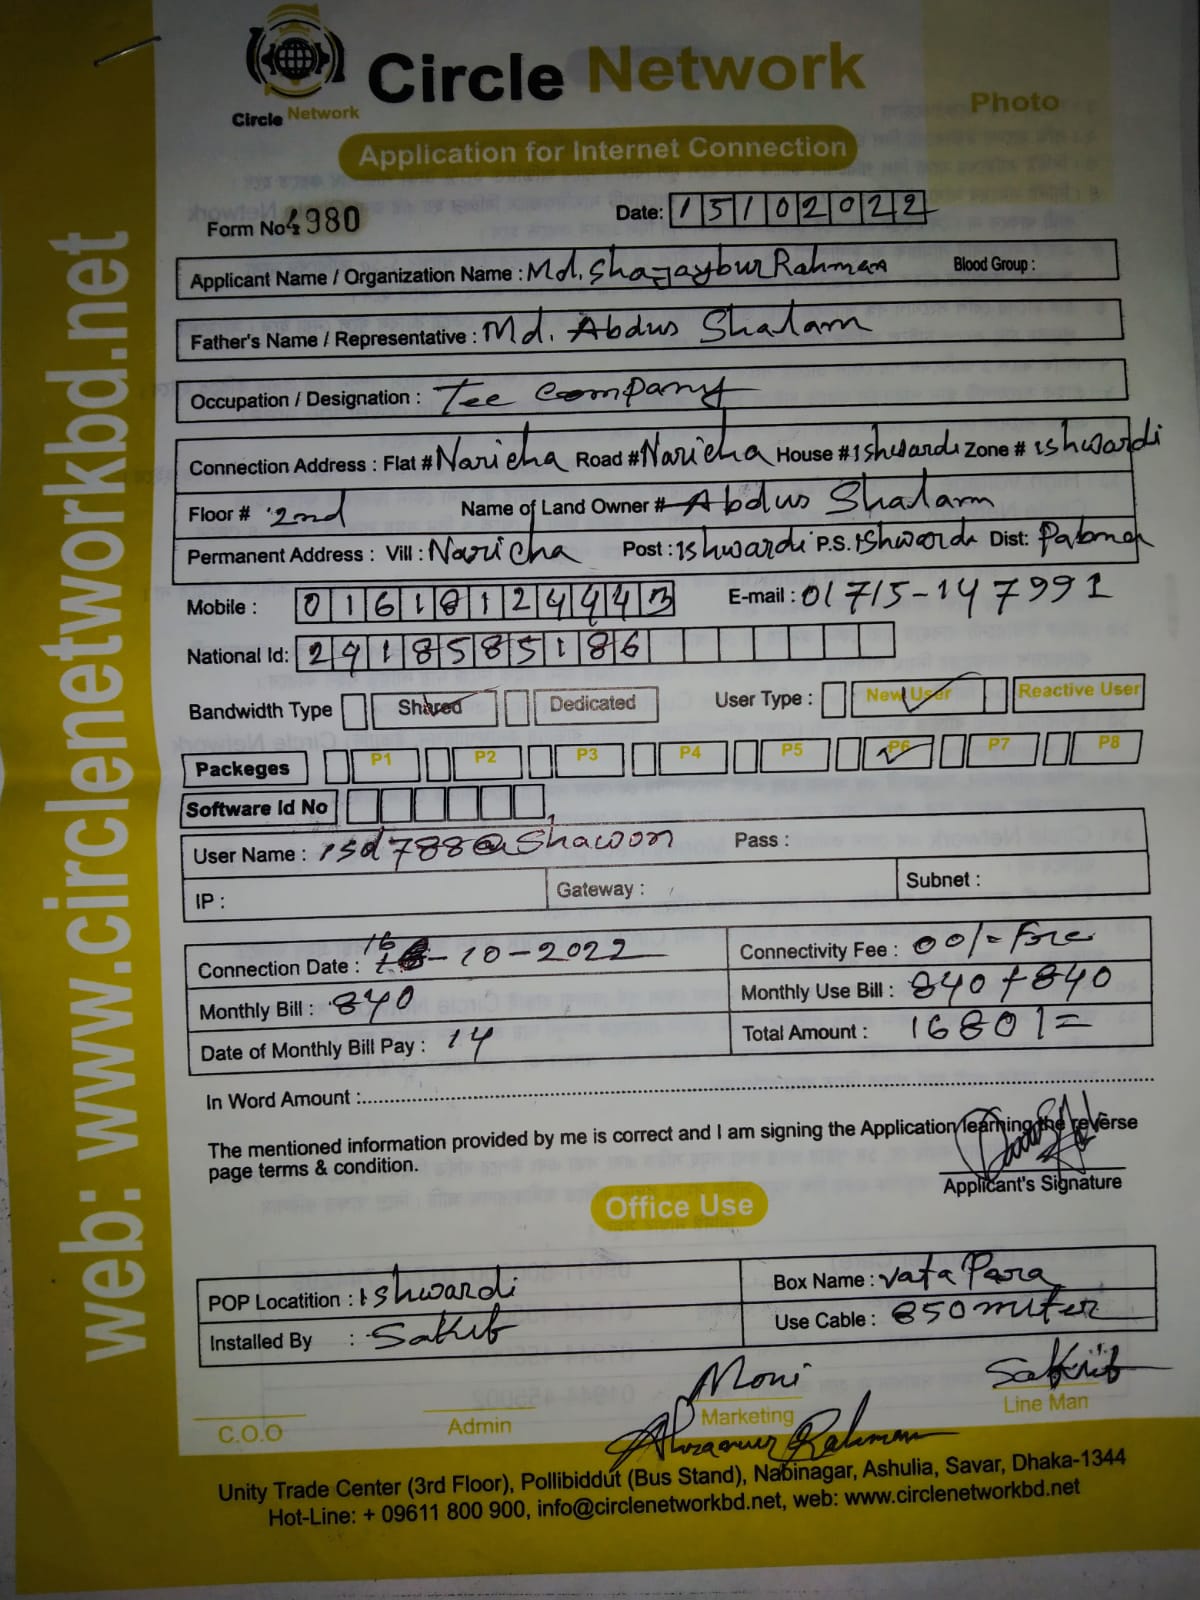 web: www.circlenetworkbd.net
Circle Network
Circle Network
Photo
Application for Internet Connection
Form No 4980
Date: 15102022
Applicant Name / Organization Name : Md. Rahman Blood Group :
Father's Name / Representative : Md. Abdus Shalam
Occupation / Designation : Tee company
Connection Address : Flat # Naricha Road # Naricha House # Ishwardi Zone # Ishwardi
Floor # 2nd Name of Land Owner # Abdus Shalam
Permanent Address : Vill : Naricha Post : Ishwardi P.S. Ishwardi Dist: Pabna
Mobile : 01618124443 E-mail : 01715-147991
National Id: 2918585186
Bandwidth Type Shared Dedicated User Type : New User Reactive User
Packeges P1 P2 P3 P4 P5 P6 P7 P8
Software Id No
User Name : isd788@Shawon Pass :
IP : Gateway : Subnet :
Connection Date : 16-10-2022 Connectivity Fee : 00/=
Monthly Bill : 840 Monthly Use Bill : 840+840
Date of Monthly Bill Pay : 14 Total Amount : 1680/=
In Word Amount :
The mentioned information provided by me is correct and I am signing the Application learning the reverse
page terms & condition.
Applicant's Signature
Office Use
POP Locatition : Ishwardi Box Name : vata Para
Installed By : Sakib Use Cable : 850 miter
Moni Sakib
C.O.O Admin Marketing Line Man
Rahman
Unity Trade Center (3rd Floor), Pollibiddut (Bus Stand), Nabinagar, Ashulia, Savar, Dhaka-1344
Hot-Line: + 09611 800 900, info@circlenetworkbd.net, web: www.circlenetworkbd.net